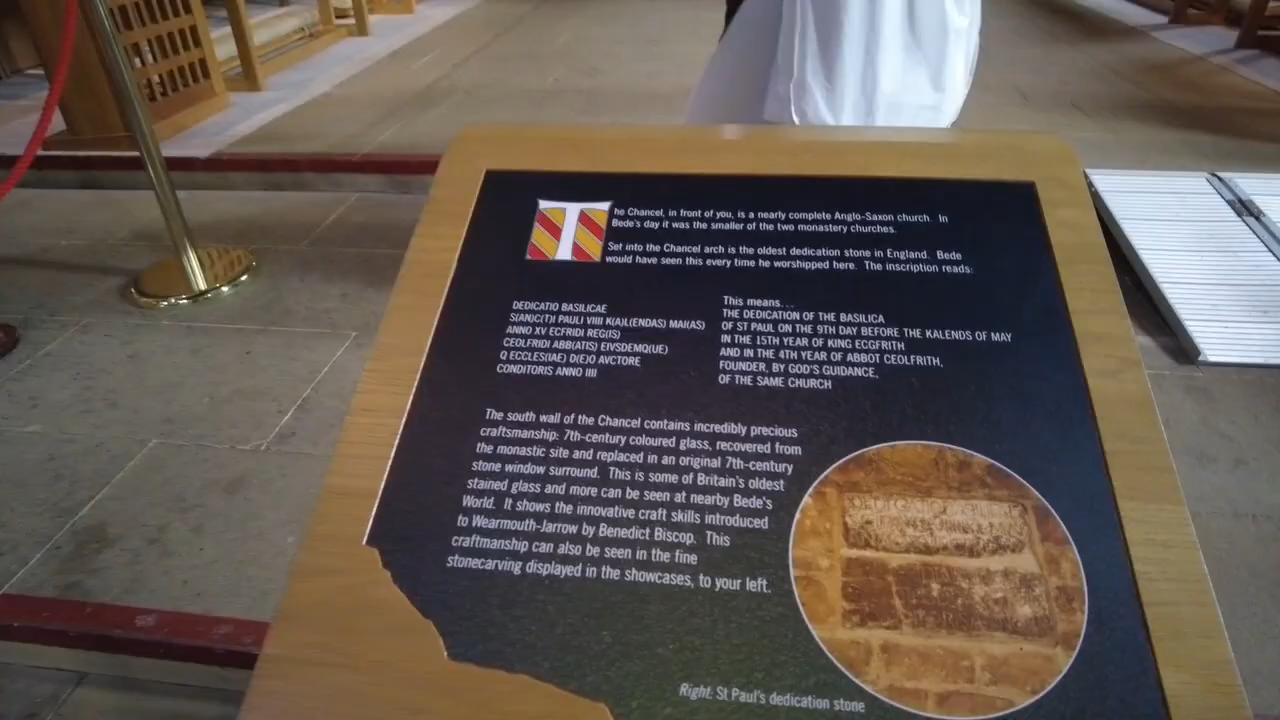 The Chancel, in front of you, is a nearly complete Anglo-Saxon church. In
Bede's day it was the smaller of the two monastery churches.
Set into the Chancel arch is the oldest dedication stone in England. Bede
would have seen this every time he worshipped here. The inscription reads:
DEDICATIO BASILICAE
S(AN)C(T)I PAULI VIIII K(A)L(ENDAS) MAI(AS)
ANNO XV ECFRIDI REG(IS)
CEOLFRIDI ABB(ATIS) EIVSDEMQ(UE)
Q ECCLES(IAE) D(E)O AVCTORE
CONDITORIS ANNO IIII
This means...
THE DEDICATION OF THE BASILICA
OF ST PAUL ON THE 9TH DAY BEFORE THE KALENDS OF MAY
IN THE 15TH YEAR OF KING ECGFRITH
AND IN THE 4TH YEAR OF ABBOT CEOLFRITH,
FOUNDER, BY GOD'S GUIDANCE,
OF THE SAME CHURCH
The south wall of the Chancel contains incredibly precious
craftsmanship: 7th-century coloured glass, recovered from
the monastic site and replaced in an original 7th-century
stone window surround. This is some of Britain's oldest
stained glass and more can be seen at nearby Bede's
World. It shows the innovative craft skills introduced
to Wearmouth-Jarrow by Benedict Biscop. This
craftmanship can also be seen in the fine
stonecarving displayed in the showcases, to your left.
Right: St Paul's dedication stone